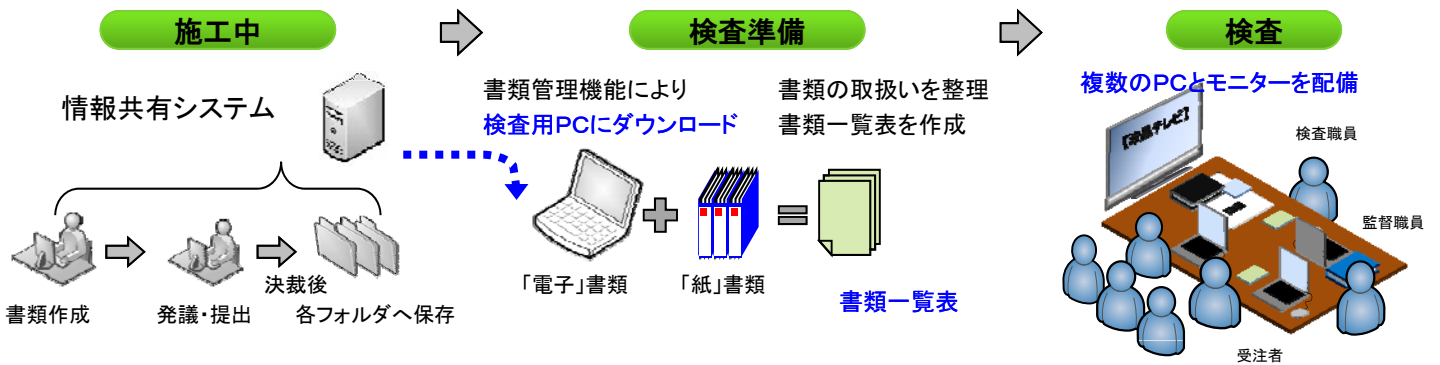 施工中
検査準備
検査
情報共有システム
書類作成
発議・提出
決裁後
各フォルダへ保存
書類管理機能により
検査用PCにダウンロード
書類の取扱いを整理
書類一覧表を作成
「電子」書類
「紙」書類
書類一覧表
複数のPCとモニターを配備
【液晶テレビ】
検査職員
監督職員
受注者